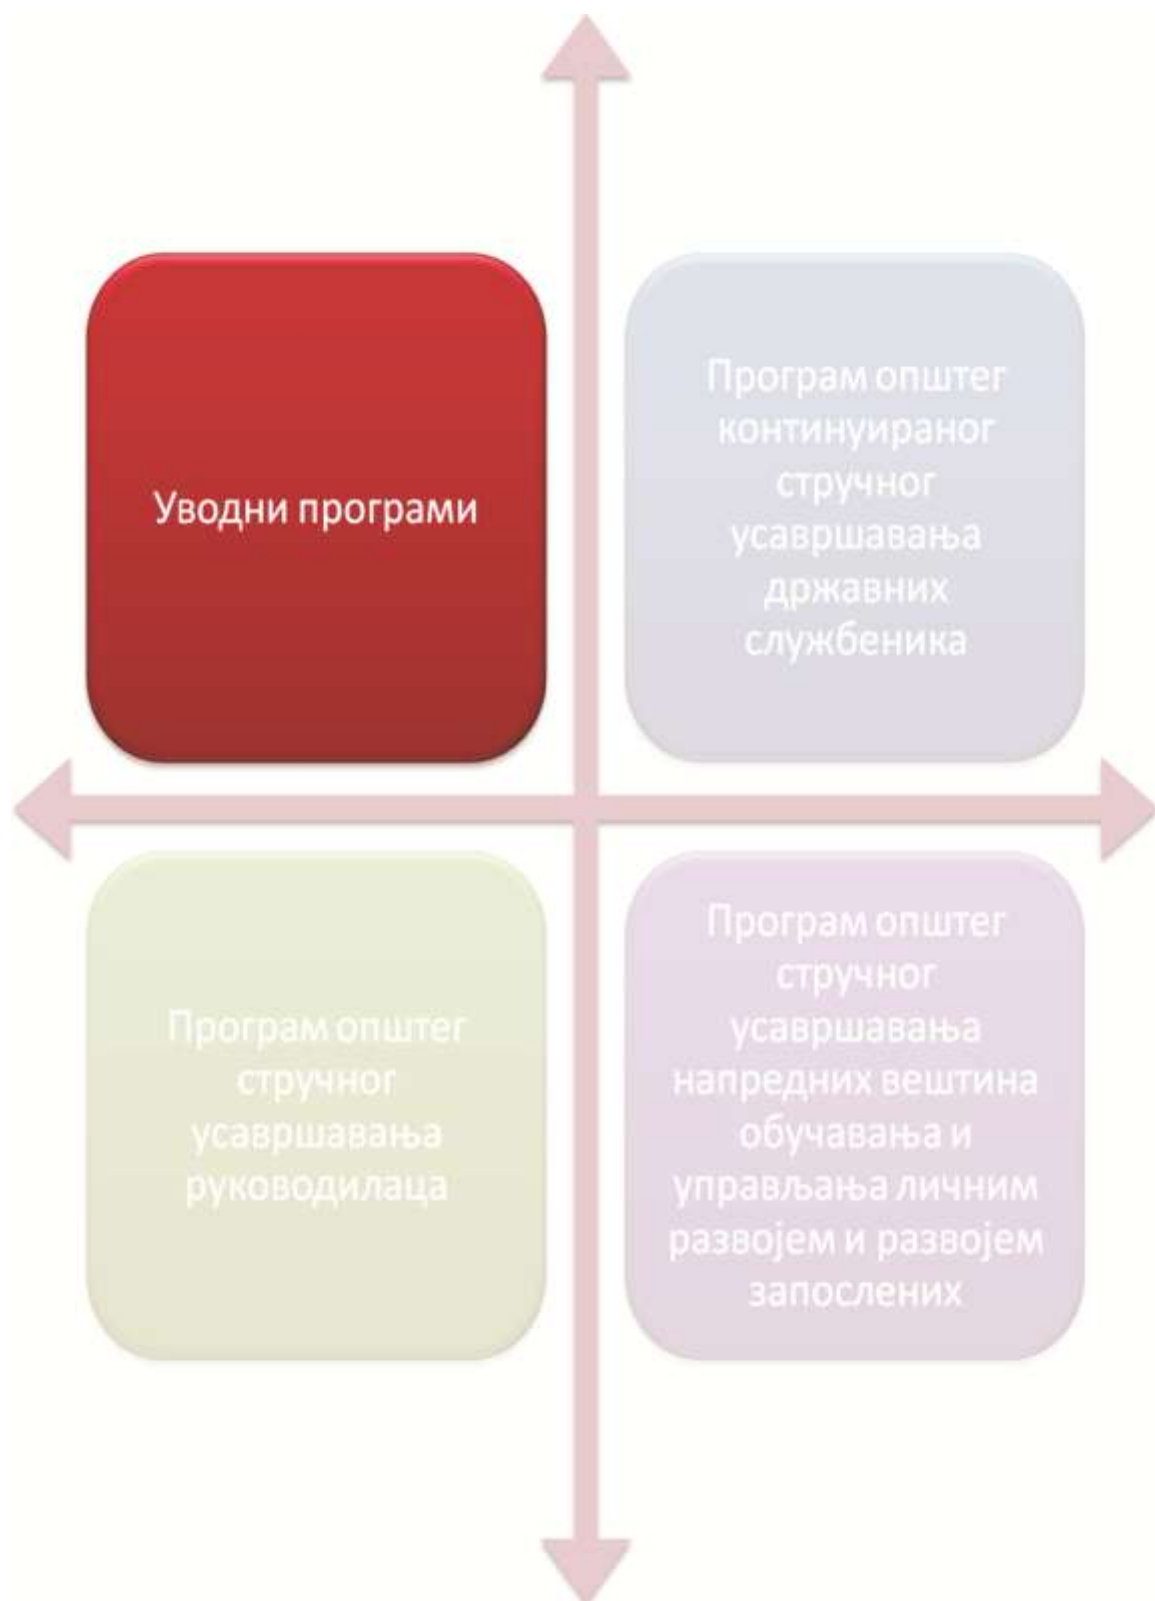 Уводни програми
Програм општег
континуираног
стручног
усавршавања
државних
службеника
Програм општег
стручног
усавршавања
руководилаца
Програм општег
стручног
усавршавања
напредних вештина
обучавања и
управљања личним
развојем и развојем
запослених